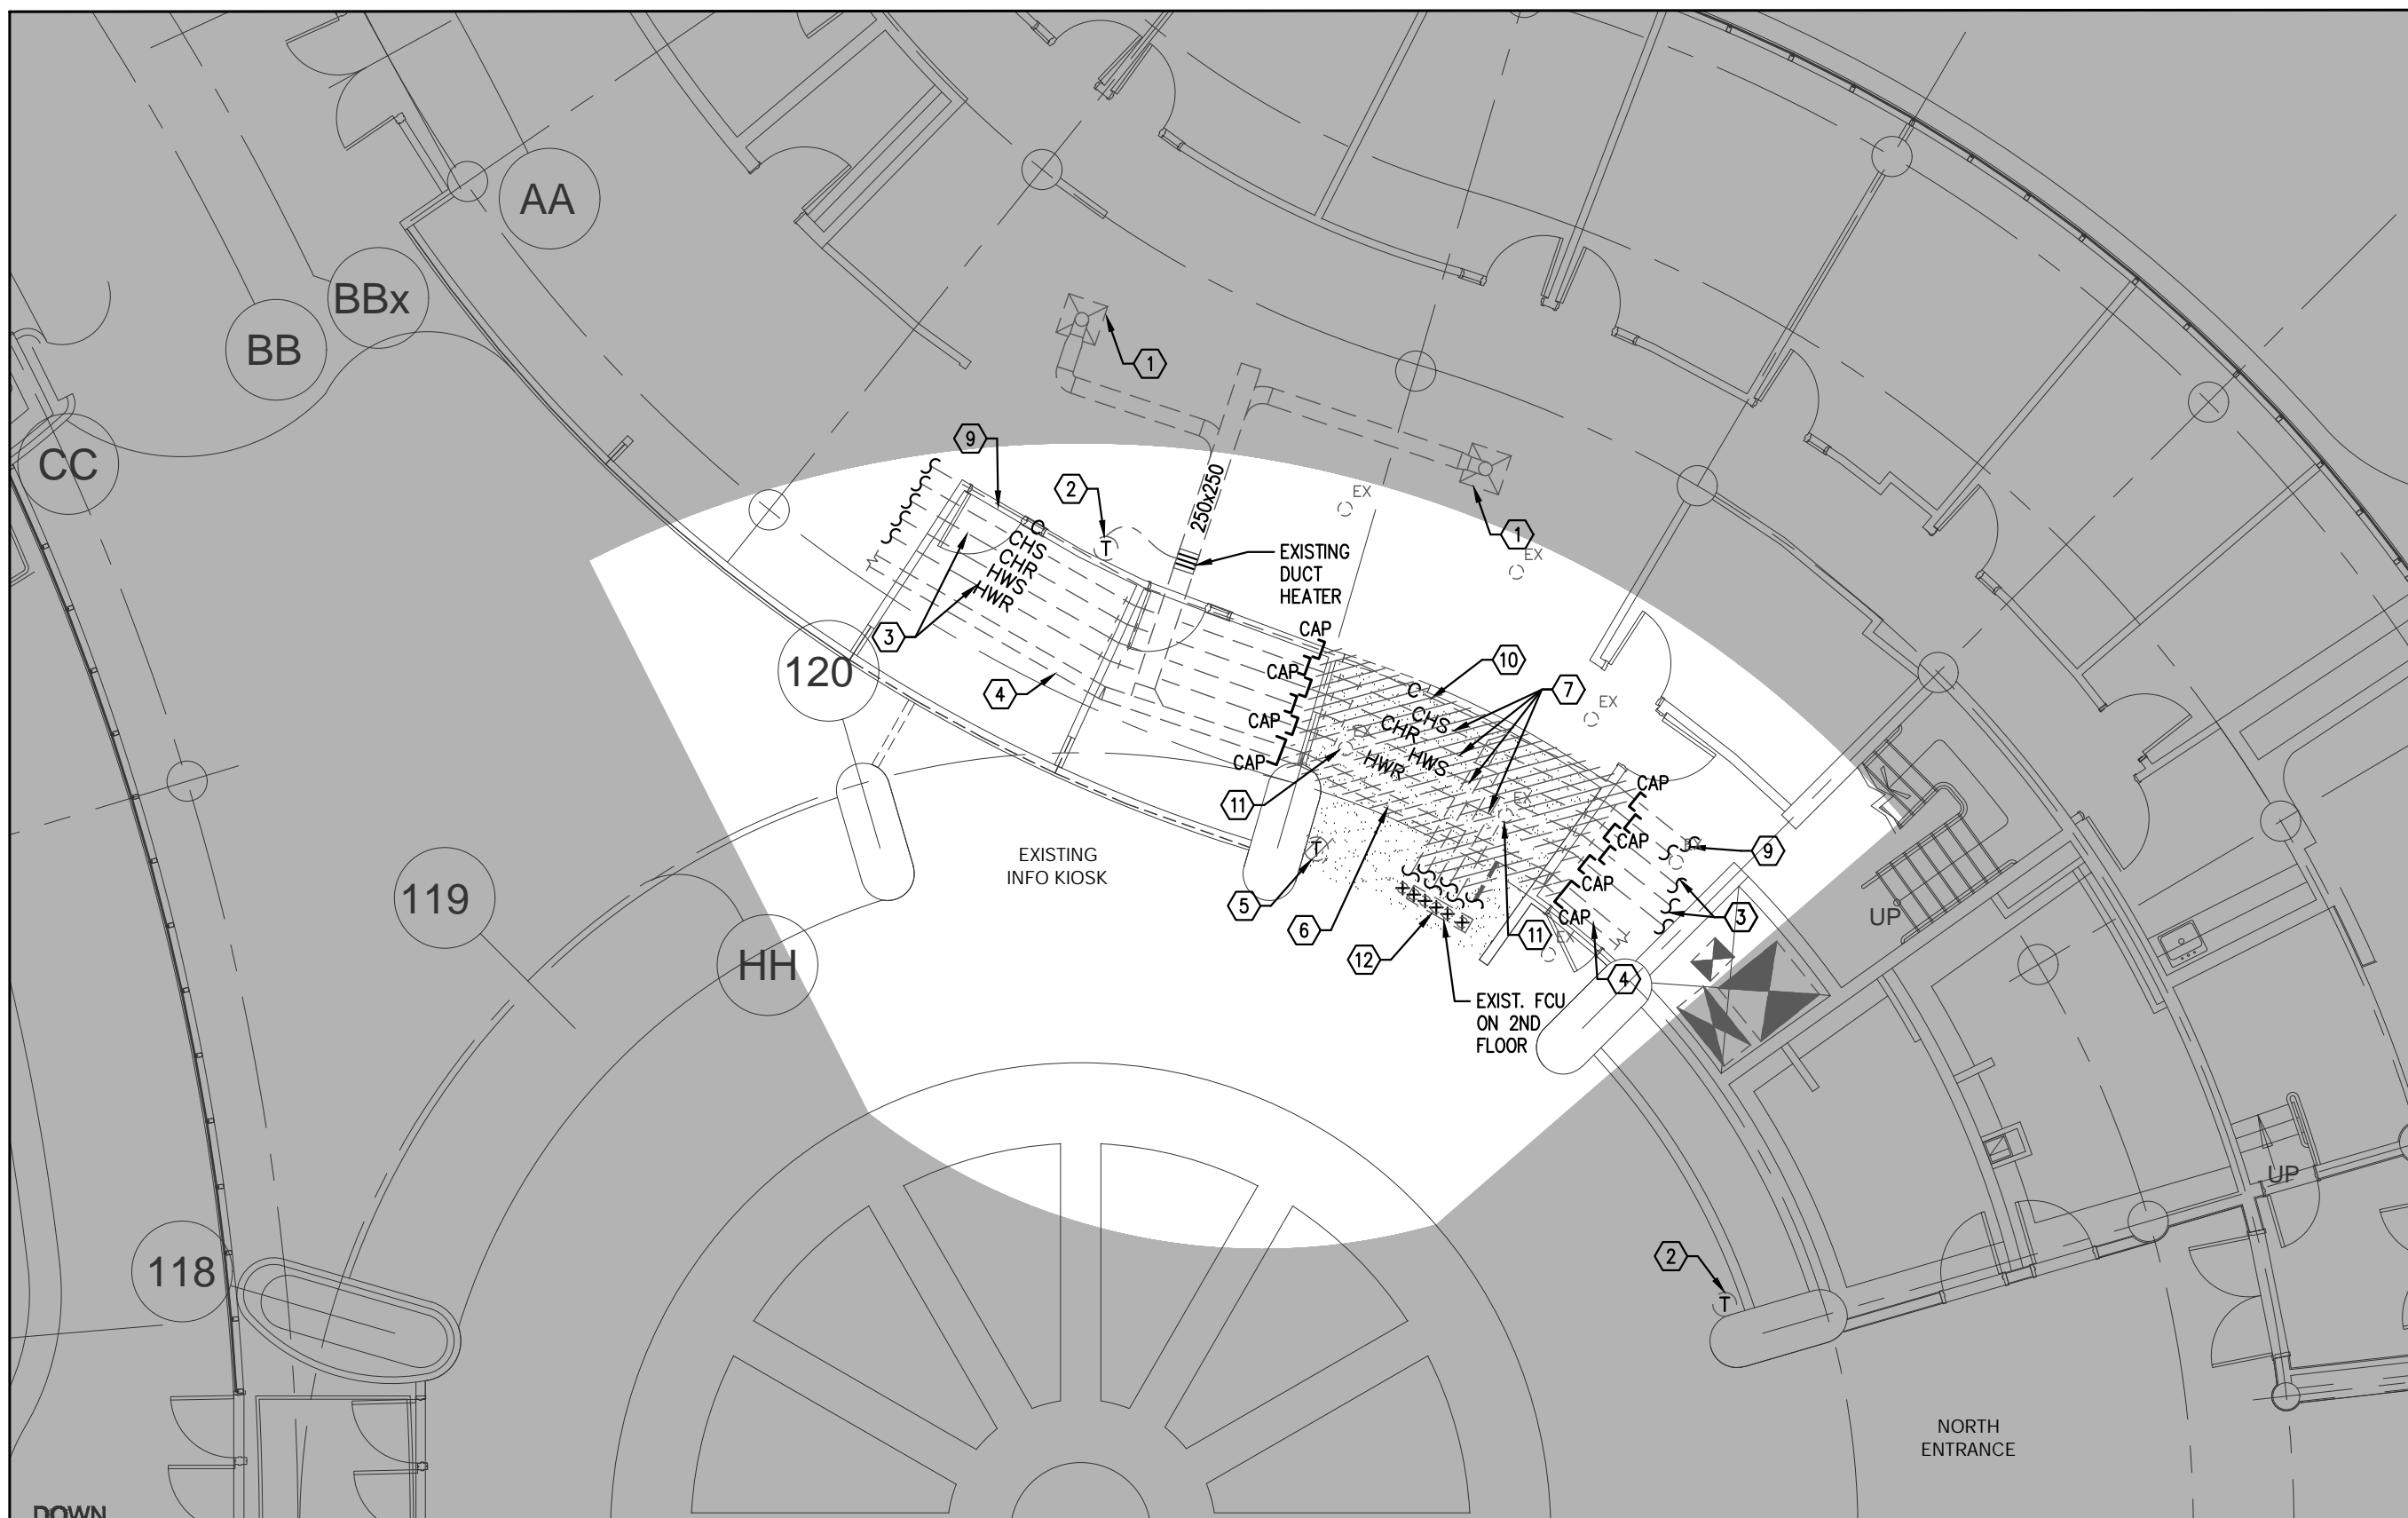 AA
BBx
BB
1
CC
9
2
250x250
EX
1
EX
C
CHS
CHR
HWS
HWR
T
EXISTING
DUCT
HEATER
3
120
4
CAP
CAP
CAP
CAP
10
7
C
CHS
CHR
HWS
HWR
EX
EX
11
EX
CAP
CAP
CAP
CAP
9
3
T
5
6
12
11
EX
4
EXIST. FCU
ON 2ND
FLOOR
W
W
EXISTING
INFO KIOSK
119
HH
UP
UP
118
2
T
NORTH
ENTRANCE
DOWN